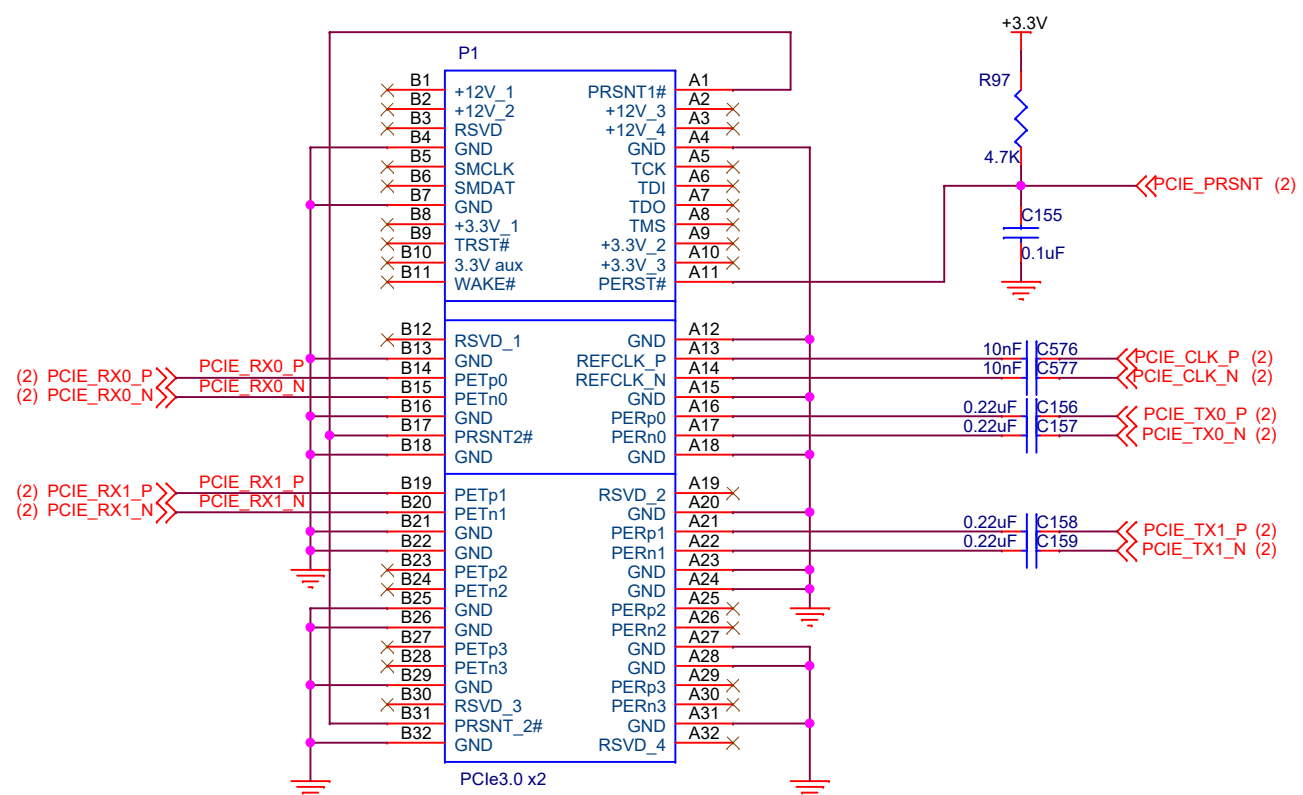 +3.3V
P1
R97
4.7K
C155
0.1uF
PCIE_PRSNT (2)
B1 +12V_1 PRSNT1# A1
B2 +12V_2 +12V_3 A2
B3 RSVD +12V_4 A3
B4 GND GND A4
B5 SMCLK TCK A5
B6 SMDAT TDI A6
B7 GND TDO A7
B8 +3.3V_1 TMS A8
B9 TRST# +3.3V_2 A9
B10 3.3V aux +3.3V_3 A10
B11 WAKE# PERST# A11
B12 RSVD_1 GND A12
B13 GND REFCLK_P A13 10nF C576 PCIE_CLK_P (2)
(2) PCIE_RX0_P PCIE_RX0_P B14 PETp0 REFCLK_N A14 10nF C577 PCIE_CLK_N (2)
(2) PCIE_RX0_N PCIE_RX0_N B15 PETn0 GND A15
B16 GND PERp0 A16 0.22uF C156 PCIE_TX0_P (2)
B17 PRSNT2# PERn0 A17 0.22uF C157 PCIE_TX0_N (2)
B18 GND GND A18
(2) PCIE_RX1_P PCIE_RX1_P B19 PETp1 RSVD_2 A19
(2) PCIE_RX1_N PCIE_RX1_N B20 PETn1 GND A20
B21 GND PERp1 A21 0.22uF C158 PCIE_TX1_P (2)
B22 GND PERn1 A22 0.22uF C159 PCIE_TX1_N (2)
B23 PETp2 GND A23
B24 PETn2 GND A24
B25 GND PERp2 A25
B26 GND PERn2 A26
B27 PETp3 GND A27
B28 PETn3 GND A28
B29 GND PERp3 A29
B30 RSVD_3 PERn3 A30
B31 PRSNT_2# GND A31
B32 GND RSVD_4 A32
PCIe3.0 x2